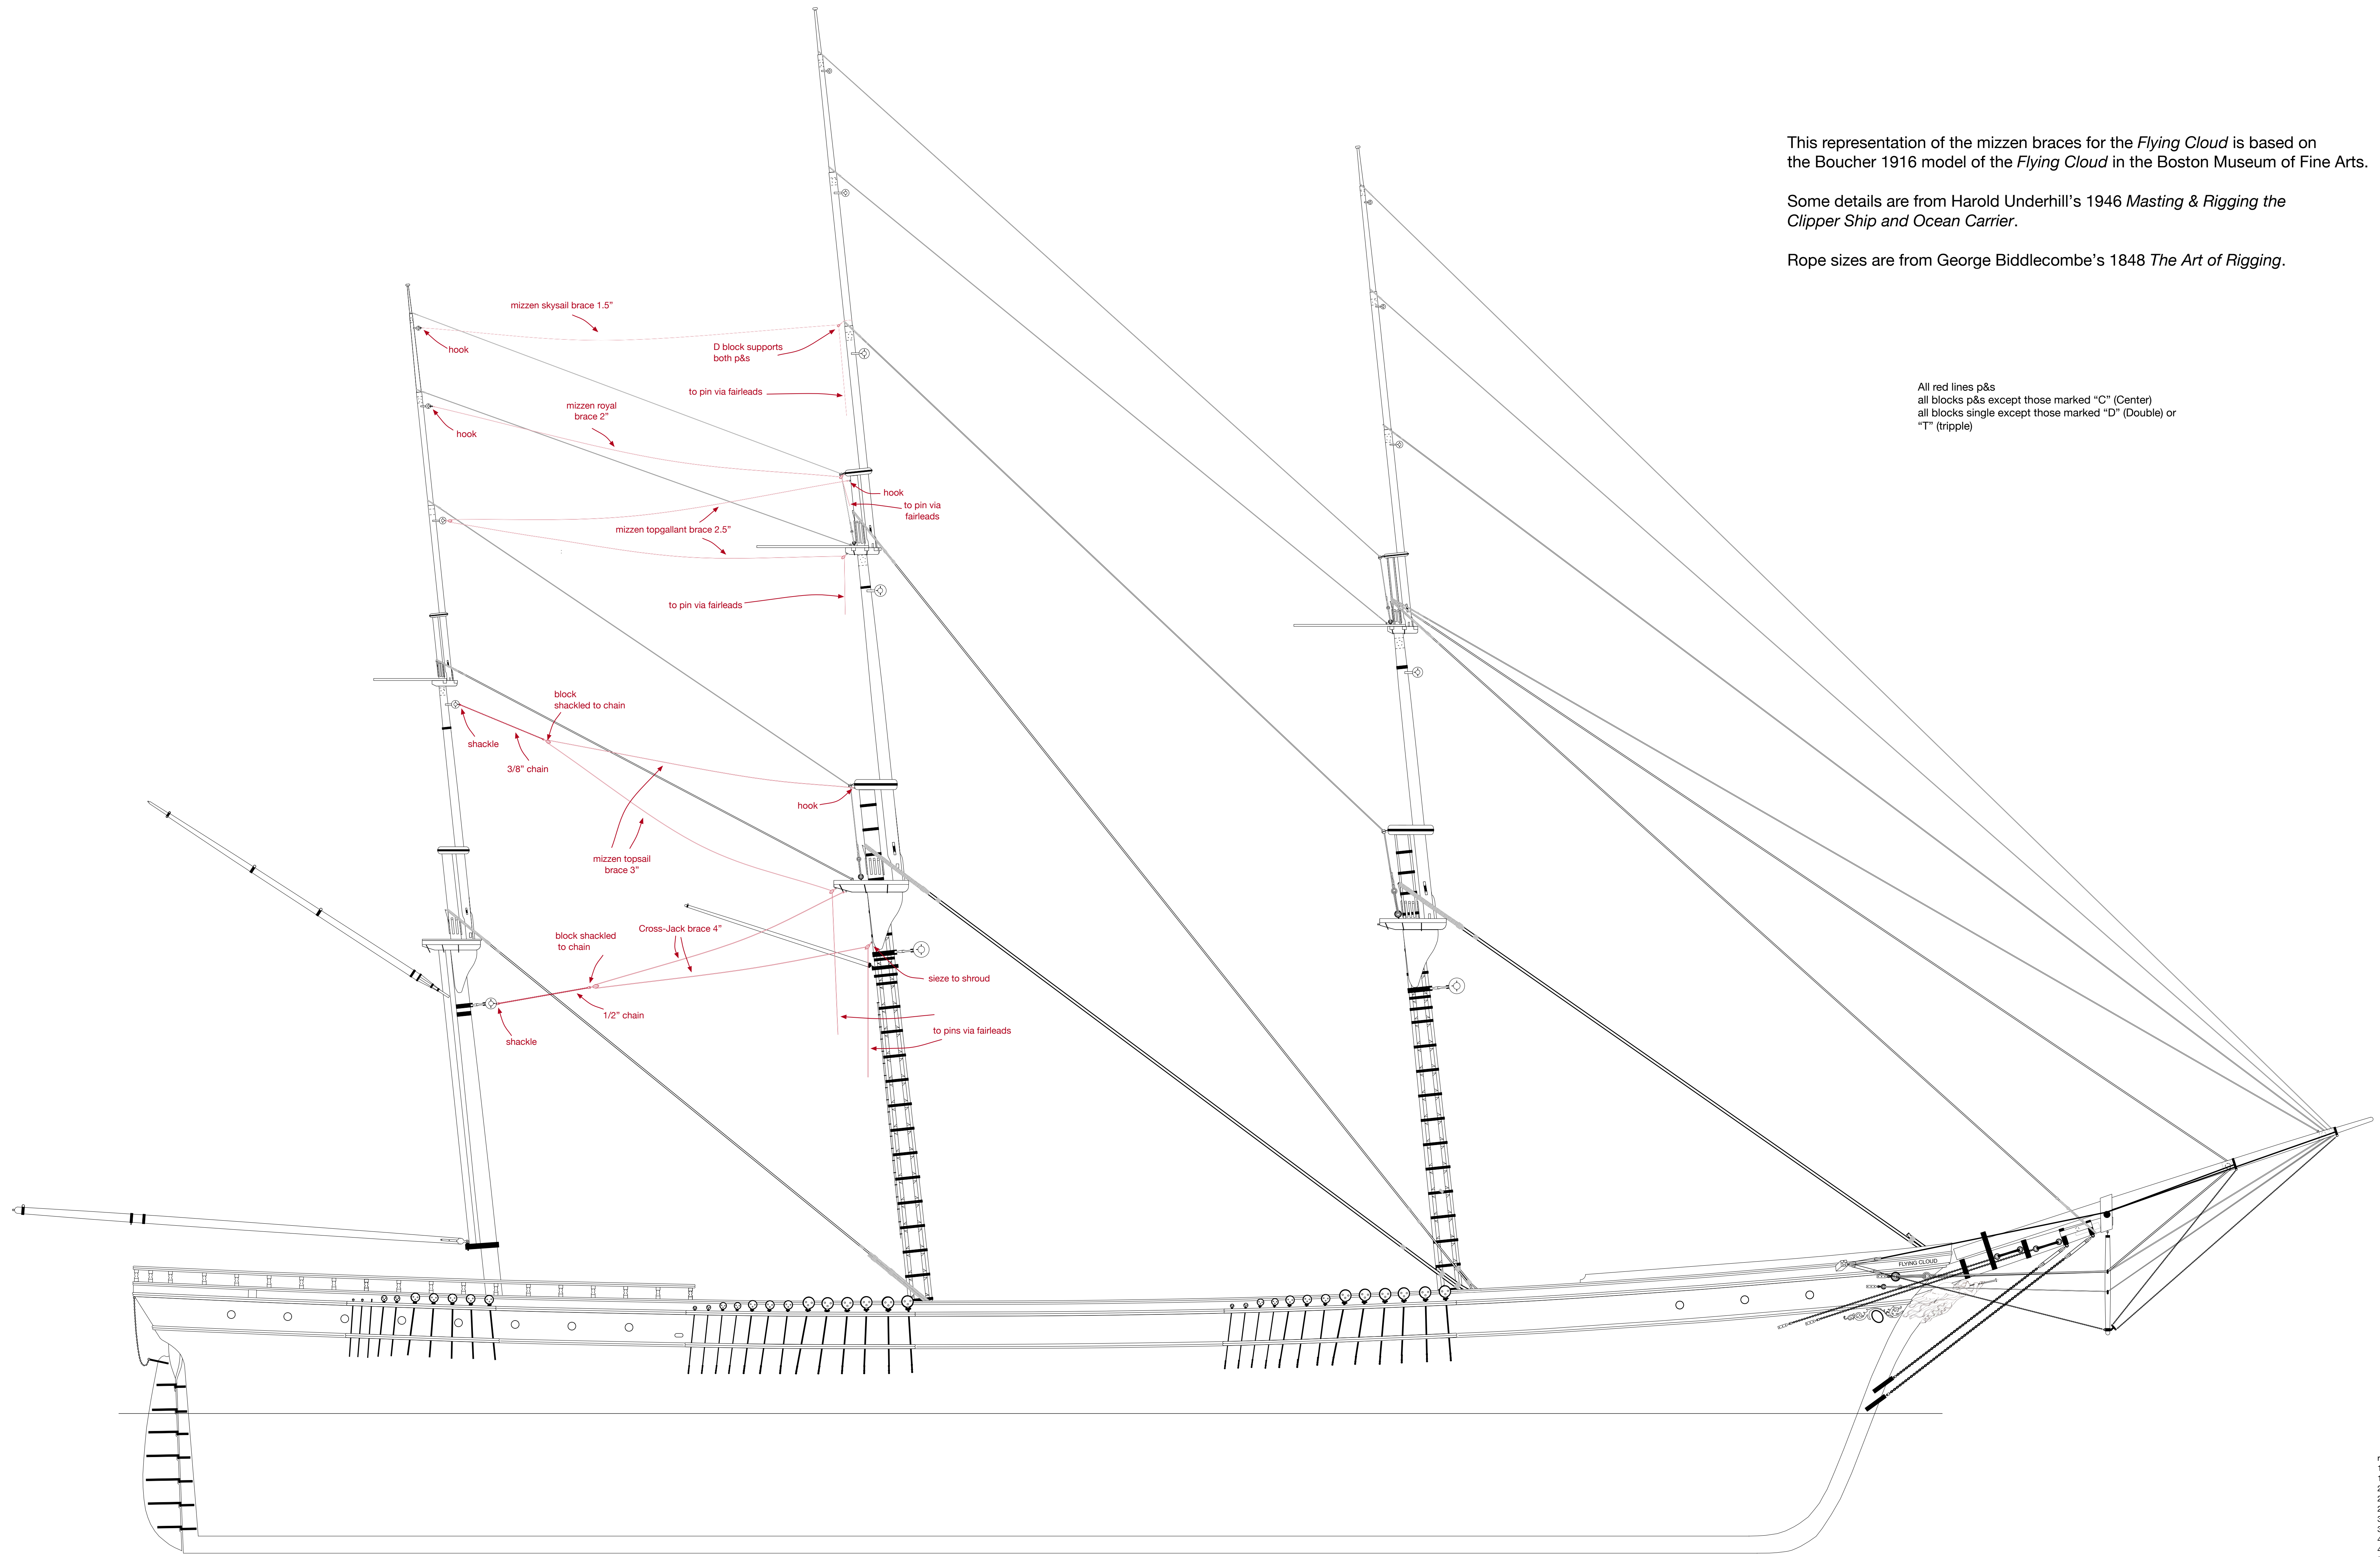 This representation of the mizzen braces for the Flying Cloud is based on
the Boucher 1916 model of the Flying Cloud in the Boston Museum of Fine Arts.
Some details are from Harold Underhill’s 1946 Masting & Rigging the
Clipper Ship and Ocean Carrier.
Rope sizes are from George Biddlecombe’s 1848 The Art of Rigging.
All red lines p&s
all blocks p&s except those marked “C” (Center)
all blocks single except those marked “D” (Double) or
“T” (tripple)
mizzen skysail brace 1.5”
hook
D block supports
both p&s
to pin via fairleads
mizzen royal
brace 2”
hook
hook
to pin via
fairleads
mizzen topgallant brace 2.5”
to pin via fairleads
block
shackled to chain
shackle
3/8” chain
hook
mizzen topsail
brace 3”
block shackled
to chain
Cross-Jack brace 4”
sieze to shroud
1/2” chain
to pins via fairleads
shackle
FLYING CLOUD